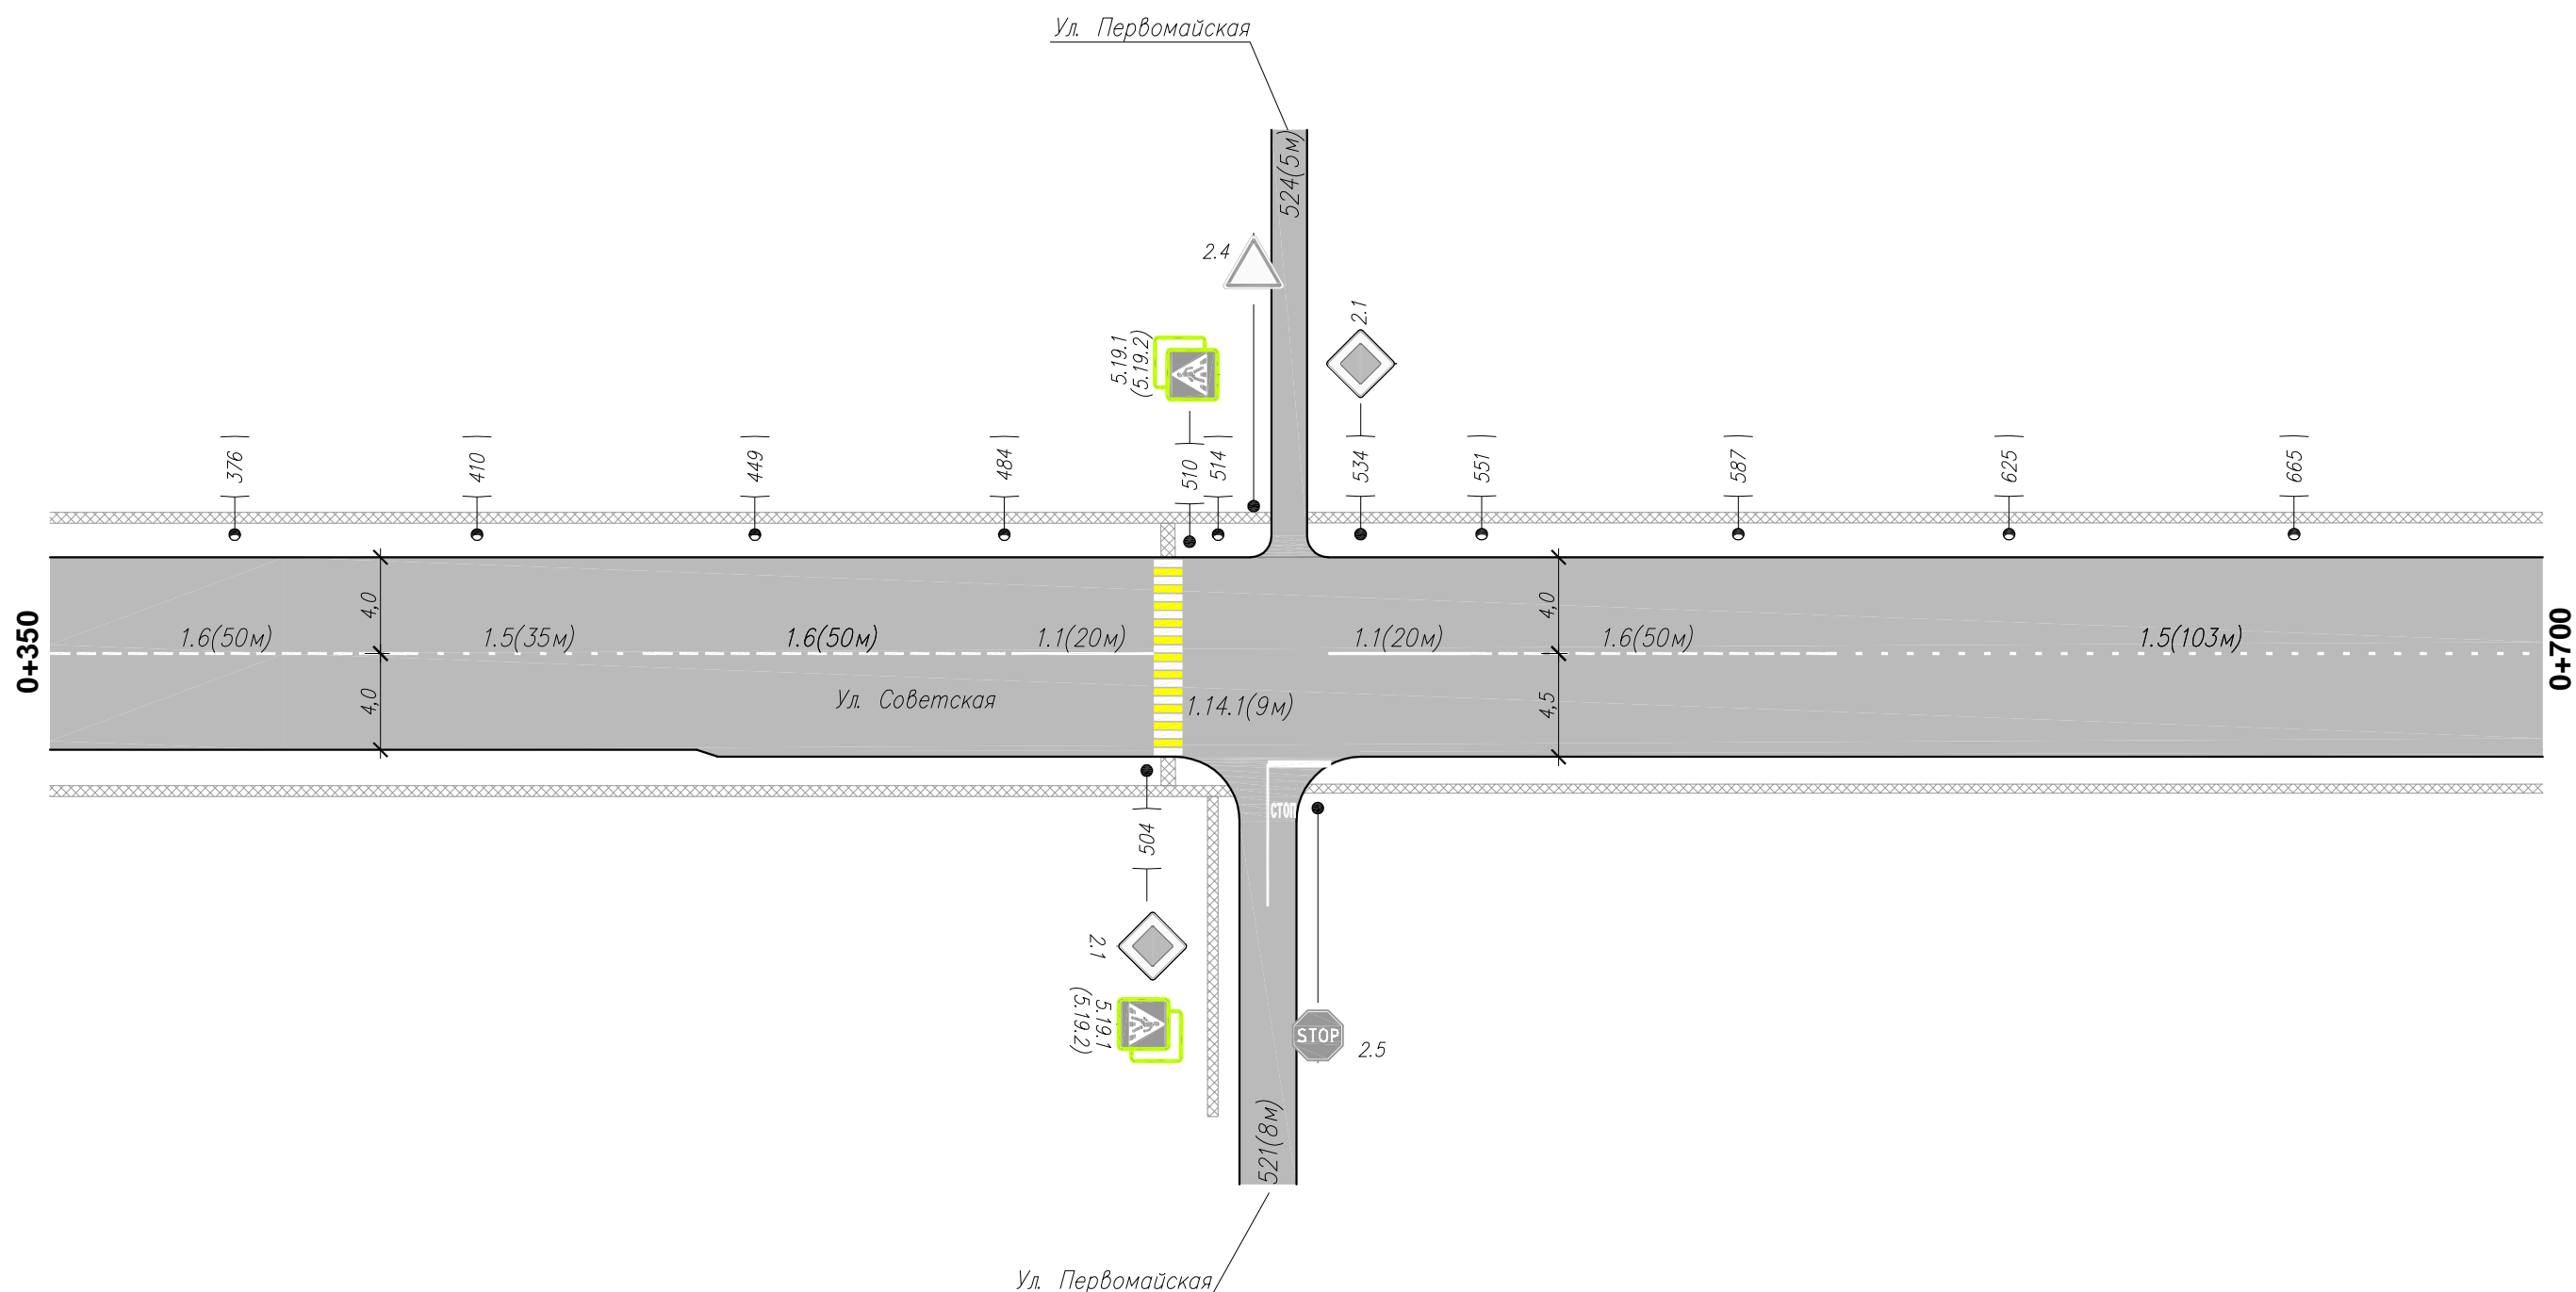 Ул. Первомайская
524(5м)
2.4
2.1
5.19.1
(5.19.2)
376
410
449
484
510
514
534
551
587
625
665
0+350
4,0
4,0
1.6(50м)
1.5(35м)
1.6(50м)
1.1(20м)
1.1(20м)
1.6(50м)
1.5(103м)
4,0
4,5
0+700
Ул. Советская
1.14.1(9м)
СТОП
504
2.1
5.19.1
(5.19.2)
STOP
2.5
521(8м)
Ул. Первомайская